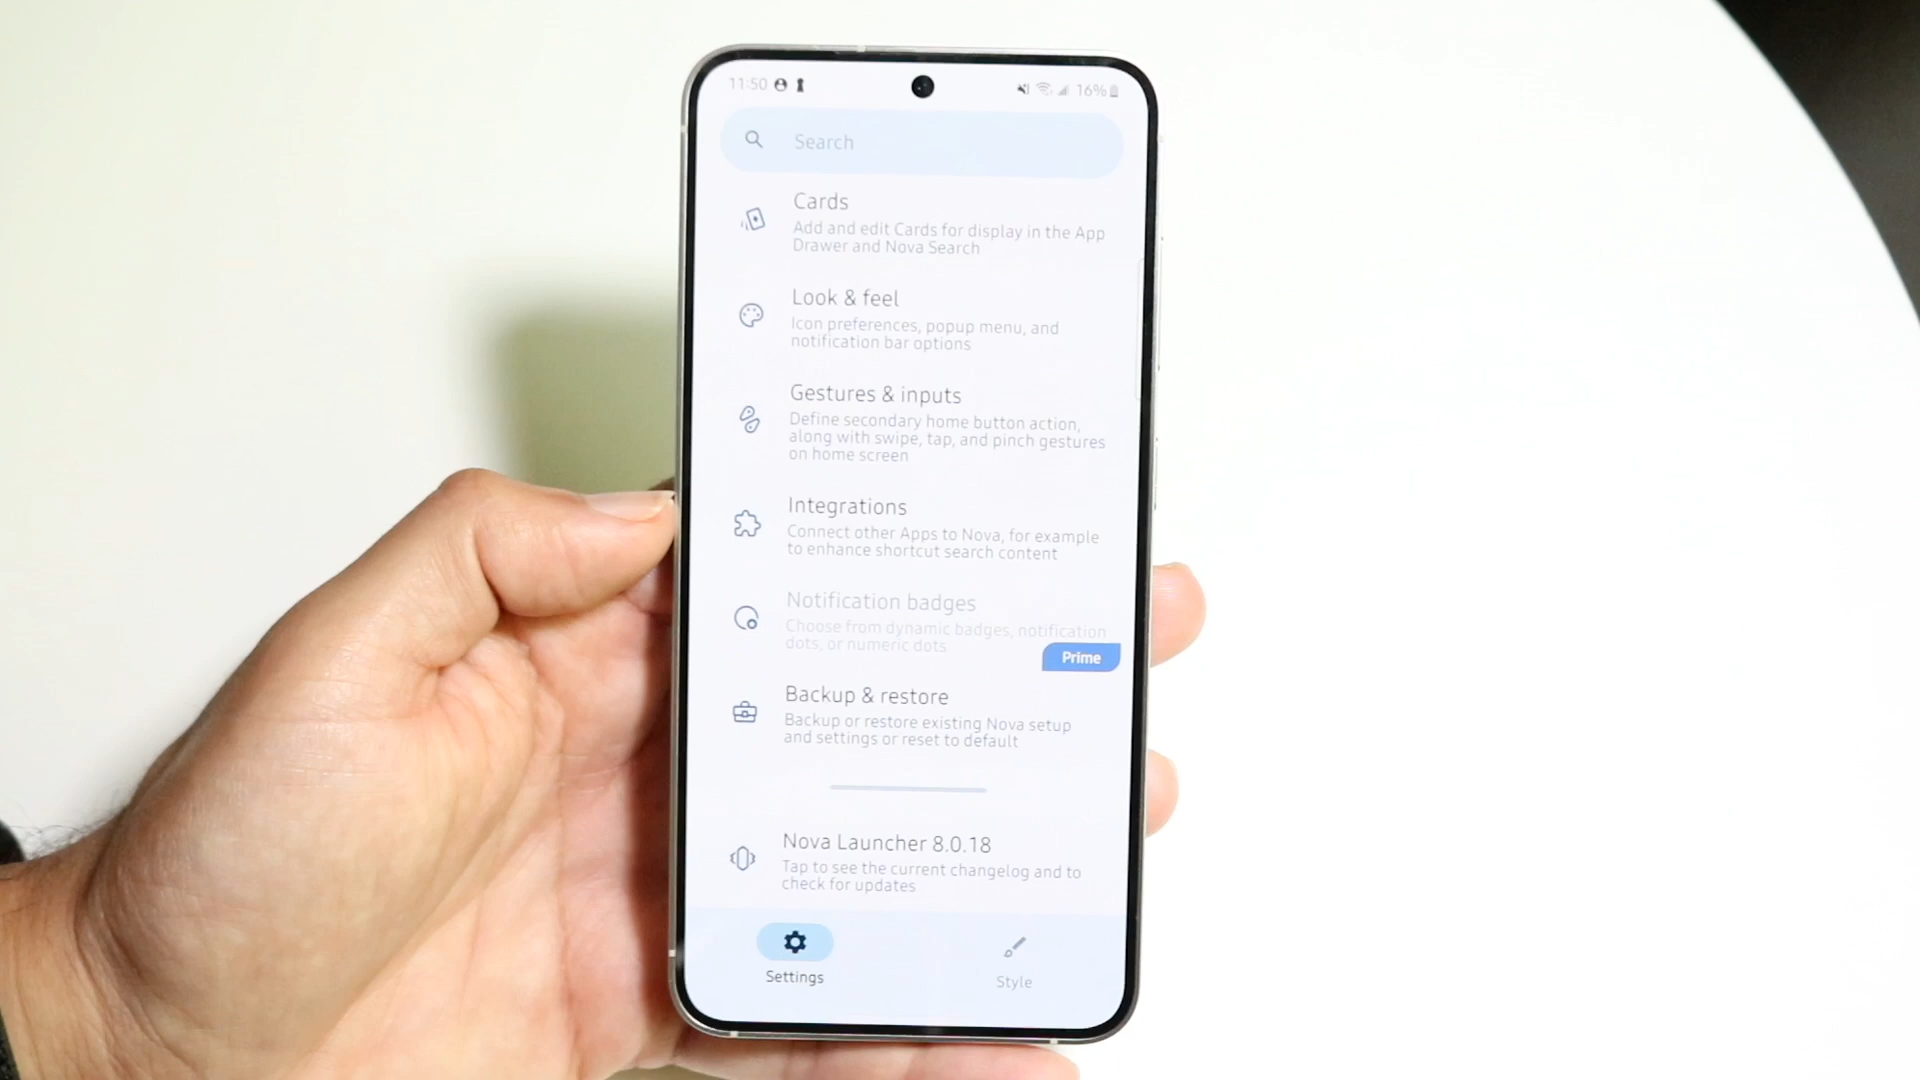 11:50
16%
Search
Cards
Add and edit Cards for display in the App
Drawer and Nova Search
Look & feel
Icon preferences, popup menu, and
notification bar options
Gestures & inputs
Define secondary home button action,
along with swipe, tap, and pinch gestures
on home screen
Integrations
Connect other Apps to Nova, for example
to enhance shortcut search content
Notification badges
Choose from dynamic badges, notification
dots, or numeric dots
Prime
Backup & restore
Backup or restore existing Nova setup
and settings or reset to default
Nova Launcher 8.0.18
Tap to see the current changelog and to
check for updates
Settings
Style